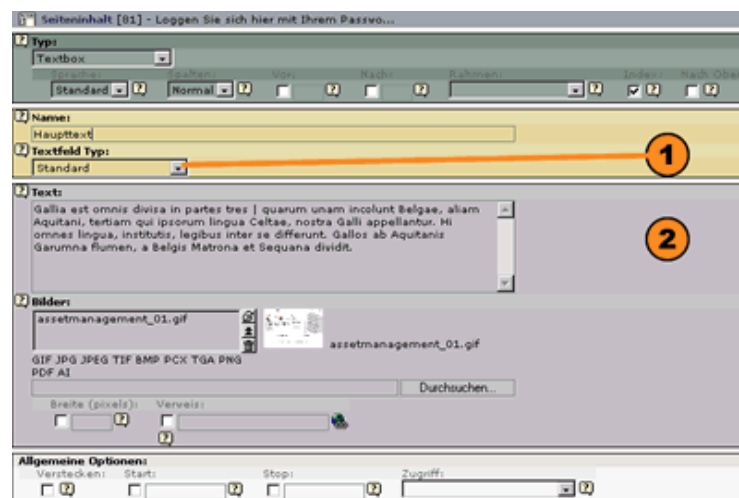 Seiteninhalt [81] - Loggen Sie sich hier mit Ihrem Passwo...
Typ:
Textbox
Sprache: Spalten: Vor: Nach: Rahmen: Index: Nach Oben
Standard Normal
Name:
Haupttext
Textfeld Typ:
1
Standard
Text:
Gallia est omnis divisa in partes tres | quarum unam incolunt Belgae, aliam
Aquitani, tertiam qui ipsorum lingua Celtae, nostra Galli appellantur. Hi
omnes lingua, institutis, legibus inter se differunt. Gallos ab Aquitanis
Garumna flumen, a Belgis Matrona et Sequana dividit.
2
Bilder:
assetmanagement_01.gif
assetmanagement_01.gif
GIF JPG JPEG TIF BMP PCX TGA PNG
PDF AI
Durchsuchen...
Breite (pixels): Verweis:
Allgemeine Optionen:
Verstecken: Start: Stop: Zugriff: